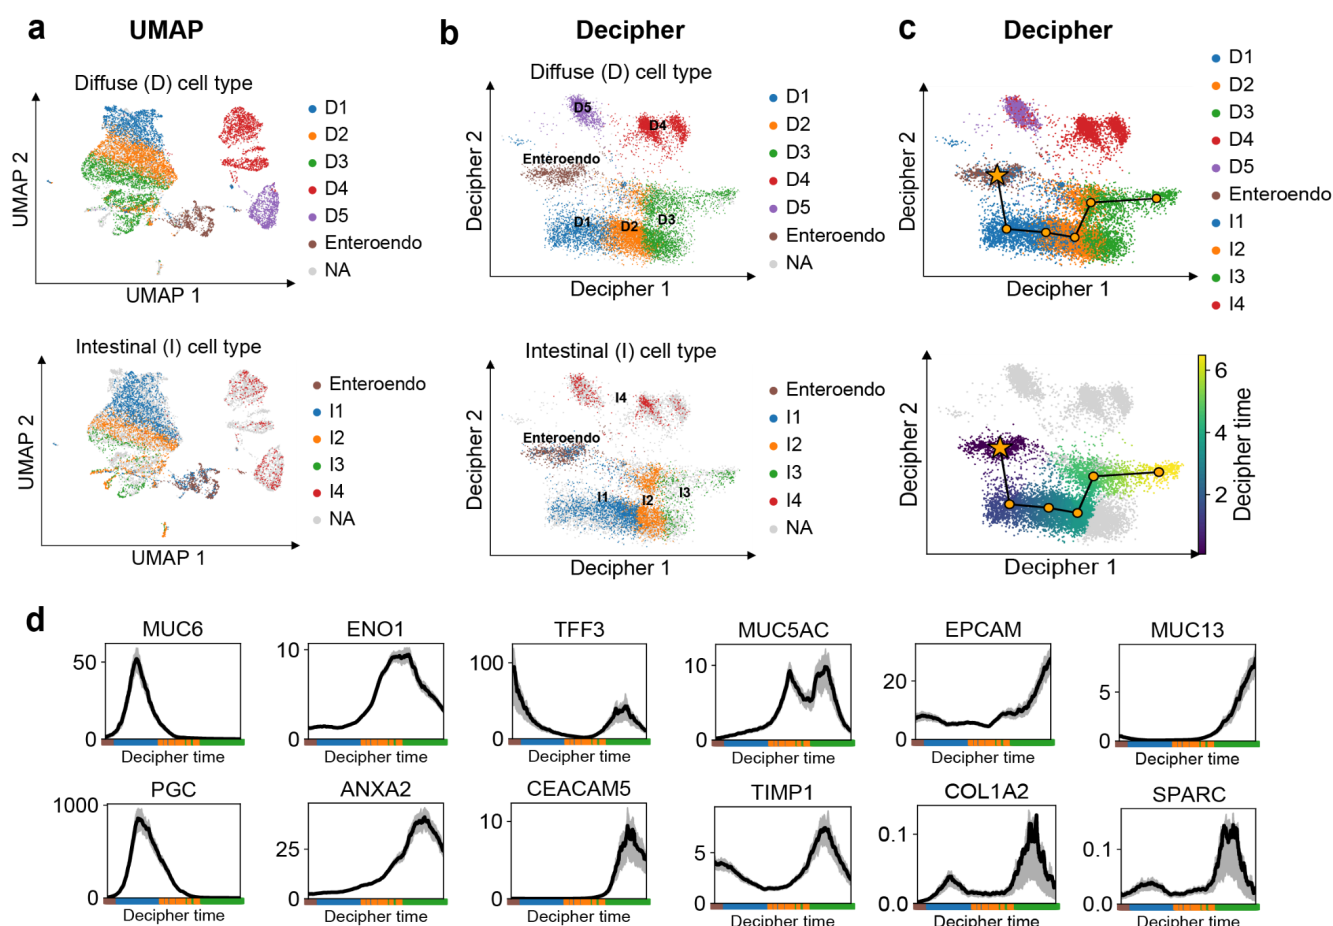 a
UMAP
Diffuse (D) cell type
UMAP 2
UMAP 1
D1
D2
D3
D4
D5
Enteroendo
NA
Intestinal (I) cell type
UMAP 2
UMAP 1
Enteroendo
I1
I2
I3
I4
NA
b
Decipher
Diffuse (D) cell type
Decipher 2
D5
D4
Enteroendo
D1
D2
D3
Decipher 1
D1
D2
D3
D4
D5
Enteroendo
NA
Intestinal (I) cell type
Decipher 2
I4
Enteroendo
I1
I2
I3
Decipher 1
Enteroendo
I1
I2
I3
I4
NA
c
Decipher
Decipher 2
Decipher 1
D1
D2
D3
D4
D5
Enteroendo
I1
I2
I3
I4
Decipher 2
Decipher 1
6
4
2
Decipher time
d
MUC6
50
0
Decipher time
ENO1
10
0
Decipher time
TFF3
100
0
Decipher time
MUC5AC
10
0
Decipher time
EPCAM
20
0
Decipher time
MUC13
5
0
Decipher time
PGC
1000
0
Decipher time
ANXA2
25
0
Decipher time
CEACAM5
10
0
Decipher time
TIMP1
5
0
Decipher time
COL1A2
0.1
0.0
Decipher time
SPARC
0.1
0.0
Decipher time